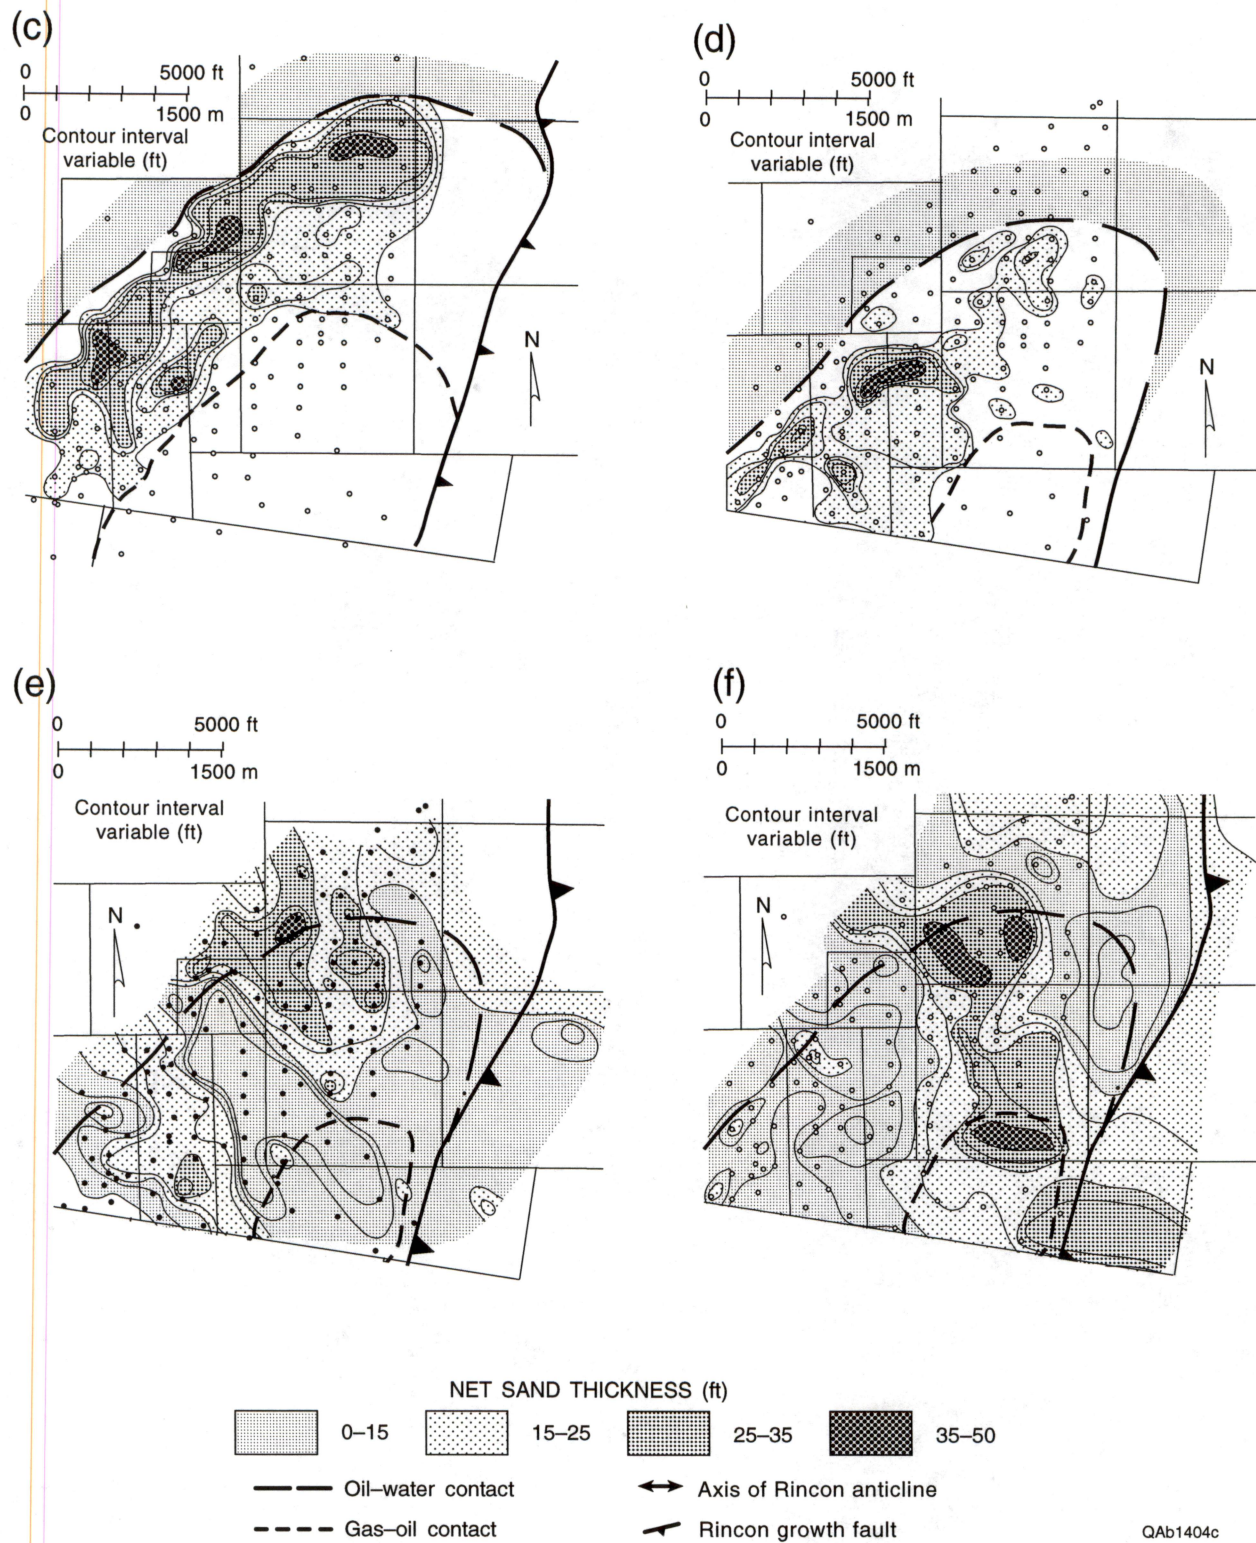 (c)
0 5000 ft
0 1500 m
Contour interval
variable (ft)
N
(d)
0 5000 ft
0 1500 m
Contour interval
variable (ft)
N
(e)
0 5000 ft
0 1500 m
Contour interval
variable (ft)
N
(f)
0 5000 ft
0 1500 m
Contour interval
variable (ft)
N
NET SAND THICKNESS (ft)
0–15 15–25 25–35 35–50
Oil–water contact Axis of Rincon anticline
Gas–oil contact Rincon growth fault
QAb1404c